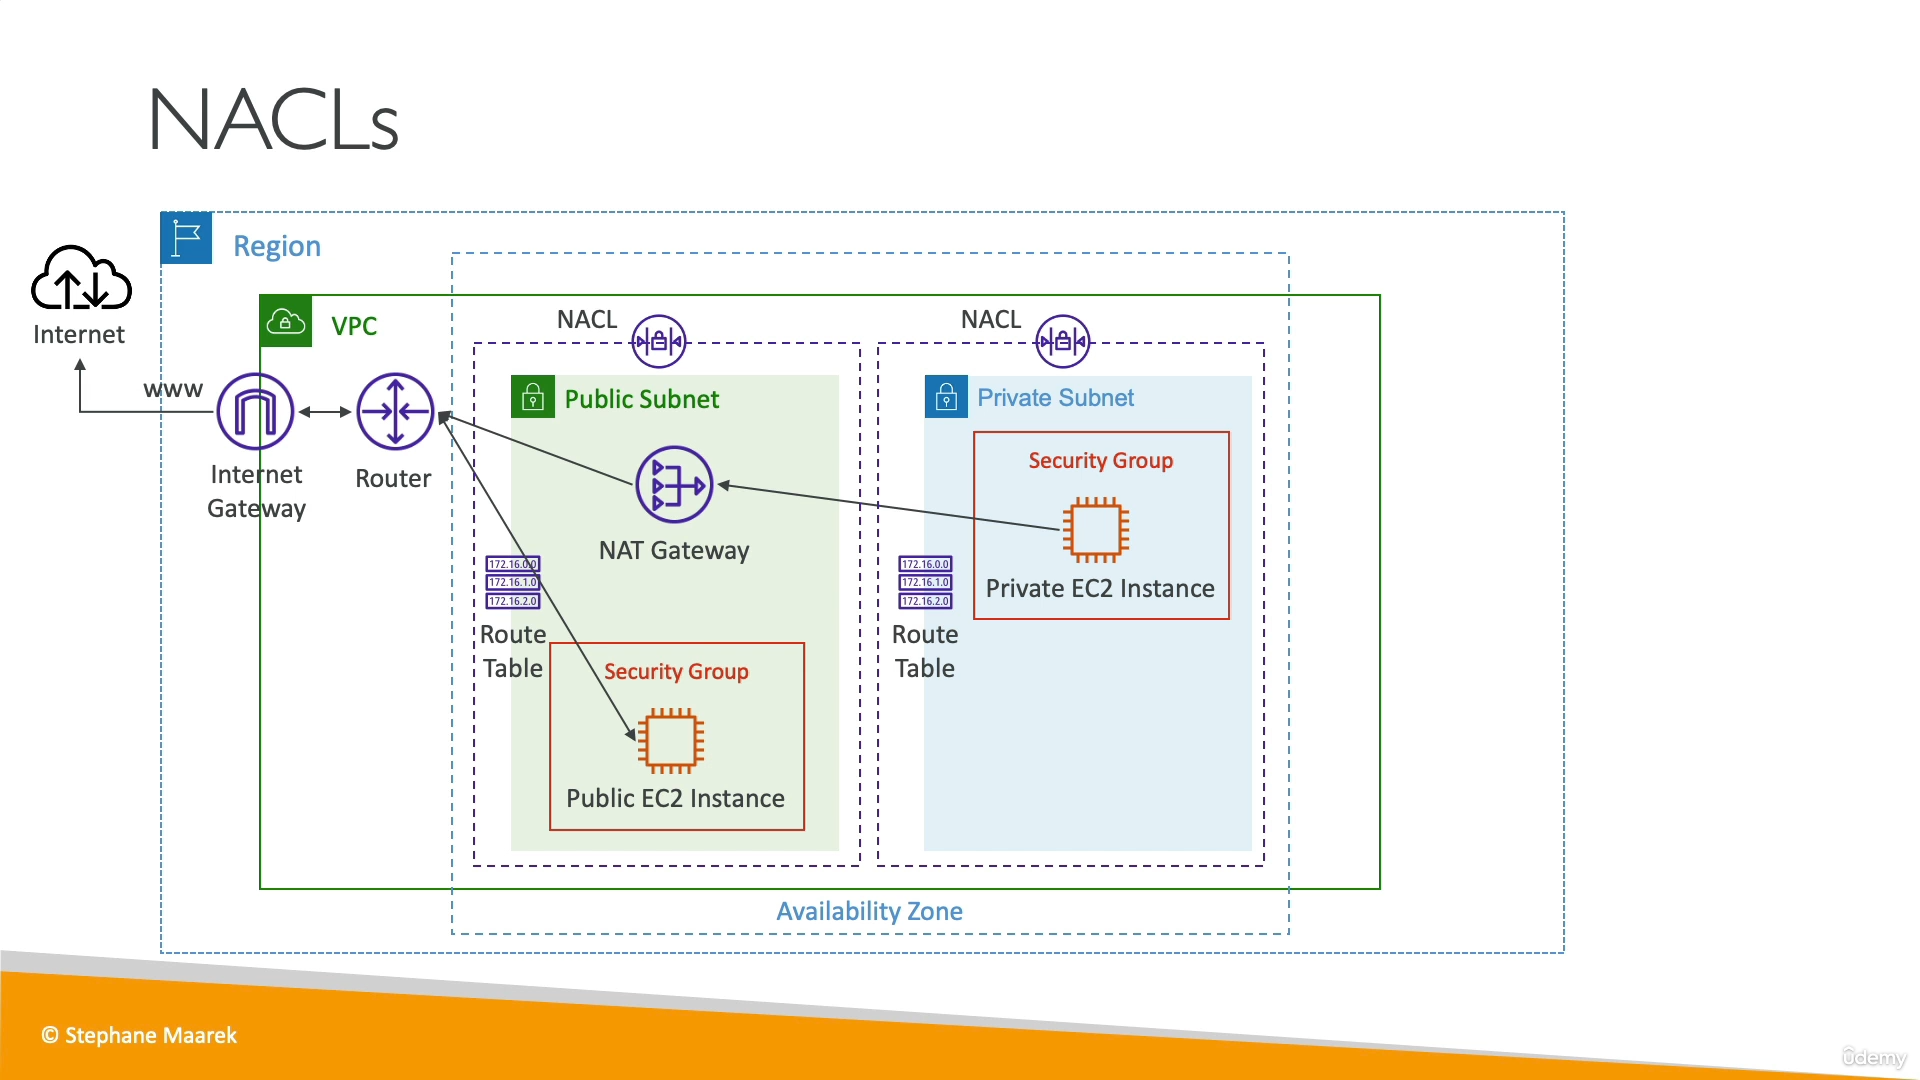 NACLs
Region
Internet
VPC
NACL
NACL
www
Public Subnet
Private Subnet
Internet
Gateway
Router
Security Group
NAT Gateway
172.16.0.0
172.16.1.0
172.16.2.0
Route
Table
172.16.0.0
172.16.1.0
172.16.2.0
Route
Table
Private EC2 Instance
Security Group
Public EC2 Instance
Availability Zone
© Stephane Maarek
ûdemy